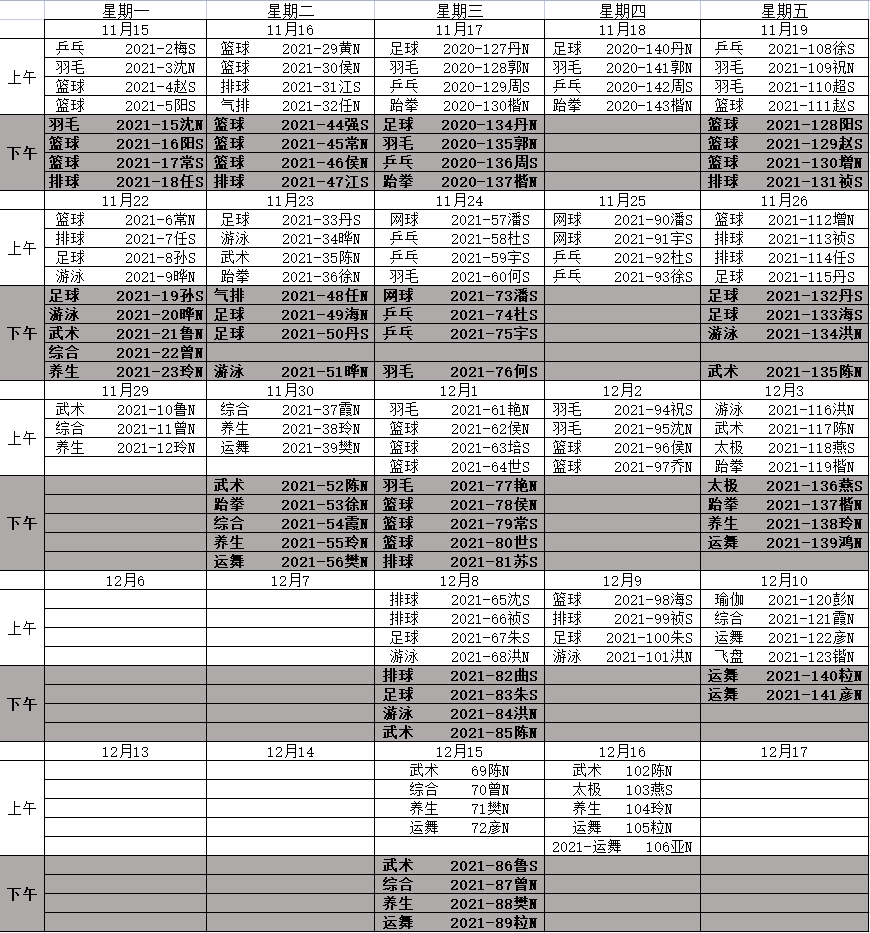 星期一 星期二 星期三 星期四 星期五
11月15 11月16 11月17 11月18 11月19
乒乓 2021-2梅S 篮球 2021-29黄N 足球 2020-127丹N 足球 2020-140丹N 乒乓 2021-108徐S
上午 羽毛 2021-3沈N 篮球 2021-30侯N 羽毛 2020-128郭N 羽毛 2020-141郭N 羽毛 2021-109祝N
篮球 2021-4赵S 排球 2021-31江S 乒乓 2020-129周S 乒乓 2020-142周S 羽毛 2021-110超S
篮球 2021-5阳S 气排 2021-32任N 跆拳 2020-130楷N 跆拳 2020-143楷N 篮球 2021-111赵S
羽毛 2021-15沈N 篮球 2021-44强S 足球 2020-134丹N 篮球 2021-128阳S
下午 篮球 2021-16阳S 篮球 2021-45常N 羽毛 2020-135郭N 篮球 2021-129赵S
篮球 2021-17常S 篮球 2021-46侯N 乒乓 2020-136周S 篮球 2021-130增N
排球 2021-18任S 排球 2021-47江S 跆拳 2020-137楷N 排球 2021-131祯S
11月22 11月23 11月24 11月25 11月26
篮球 2021-6常N 足球 2021-33丹S 网球 2021-57潘S 网球 2021-90潘S 篮球 2021-112增N
上午 排球 2021-7任S 游泳 2021-34晔N 乒乓 2021-58杜S 网球 2021-91宇S 排球 2021-113祯S
足球 2021-8孙S 武术 2021-35陈N 乒乓 2021-59宇S 乒乓 2021-92杜S 排球 2021-114任S
游泳 2021-9晔N 跆拳 2021-36徐N 羽毛 2021-60何S 乒乓 2021-93徐S 足球 2021-115丹S
足球 2021-19孙S 气排 2021-48任N 网球 2021-73潘S 足球 2021-132丹S
游泳 2021-20晔N 足球 2021-49海N 乒乓 2021-74杜S 足球 2021-133海S
下午 武术 2021-21鲁N 足球 2021-50丹S 乒乓 2021-75宇S 游泳 2021-134洪N
综合 2021-22曾N
养生 2021-23玲N 游泳 2021-51晔N 羽毛 2021-76何S 武术 2021-135陈N
11月29 11月30 12月1 12月2 12月3
武术 2021-10鲁N 综合 2021-37霞N 羽毛 2021-61艳N 羽毛 2021-94祝S 游泳 2021-116洪N
上午 综合 2021-11曾N 养生 2021-38玲N 篮球 2021-62侯N 羽毛 2021-95沈N 武术 2021-117陈N
养生 2021-12玲N 运舞 2021-39樊N 篮球 2021-63培S 篮球 2021-96侯N 太极 2021-118燕S
篮球 2021-64世S 篮球 2021-97乔N 跆拳 2021-119楷N
武术 2021-52陈N 羽毛 2021-77艳N 太极 2021-136燕S
跆拳 2021-53徐N 篮球 2021-78侯N 跆拳 2021-137楷N
下午 综合 2021-54霞N 篮球 2021-79常S 养生 2021-138玲N
养生 2021-55玲N 篮球 2021-80世S 运舞 2021-139鸿N
运舞 2021-56樊N 排球 2021-81苏S
12月6 12月7 12月8 12月9 12月10
排球 2021-65沈S 篮球 2021-98海S 瑜伽 2021-120彭N
上午 排球 2021-66祯S 排球 2021-99祯S 综合 2021-121霞N
足球 2021-67朱S 足球 2021-100朱S 运舞 2021-122彦N
游泳 2021-68洪N 游泳 2021-101洪N 飞盘 2021-123锴N
排球 2021-82曲S 运舞 2021-140粒N
下午 足球 2021-83朱S 运舞 2021-141彦N
游泳 2021-84洪N
武术 2021-85陈N
12月13 12月14 12月15 12月16 12月17
武术 69陈N 武术 102陈N
综合 70曾N 太极 103燕S
上午 养生 71樊N 养生 104玲N
运舞 72彦N 运舞 105粒N
2021-运舞 106亚N
武术 2021-86鲁S
下午 综合 2021-87曾N
养生 2021-88樊N
运舞 2021-89粒N